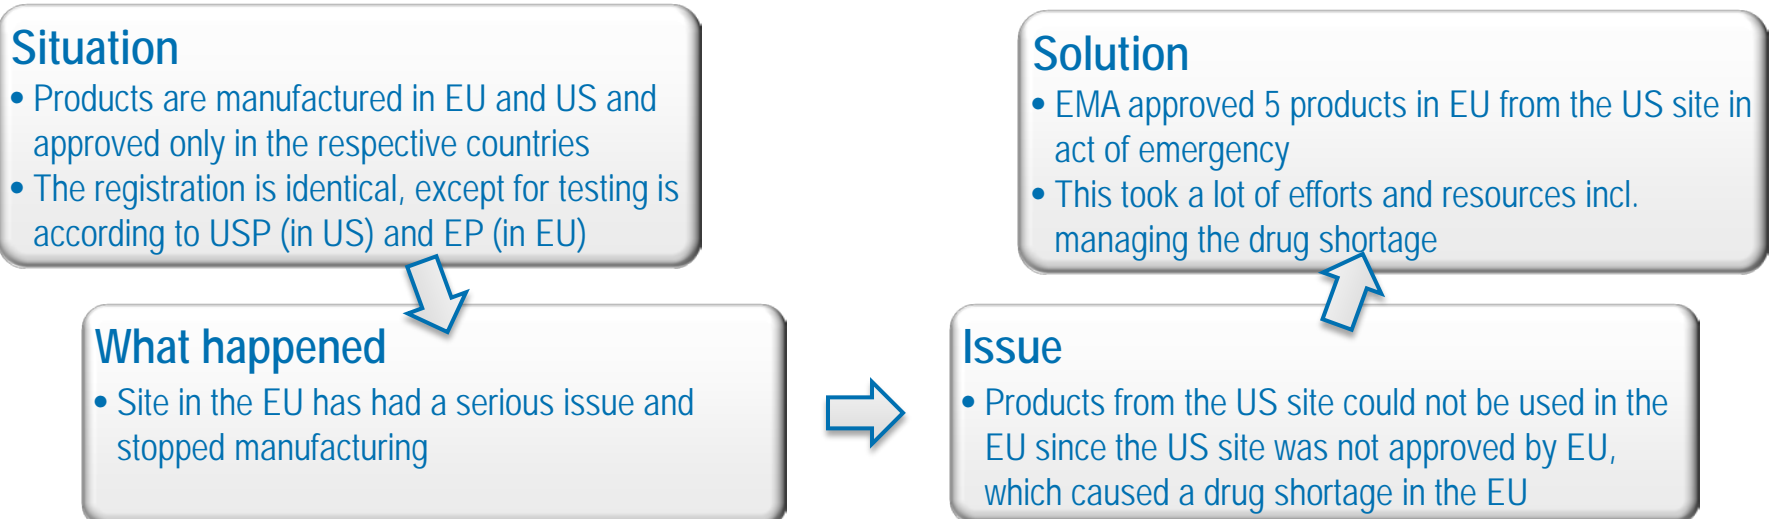 Situation
• Products are manufactured in EU and US and
approved only in the respective countries
• The registration is identical, except for testing is
according to USP (in US) and EP (in EU)
What happened
• Site in the EU has had a serious issue and
stopped manufacturing
Issue
• Products from the US site could not be used in the
EU since the US site was not approved by EU,
which caused a drug shortage in the EU
Solution
• EMA approved 5 products in EU from the US site in
act of emergency
• This took a lot of efforts and resources incl.
managing the drug shortage